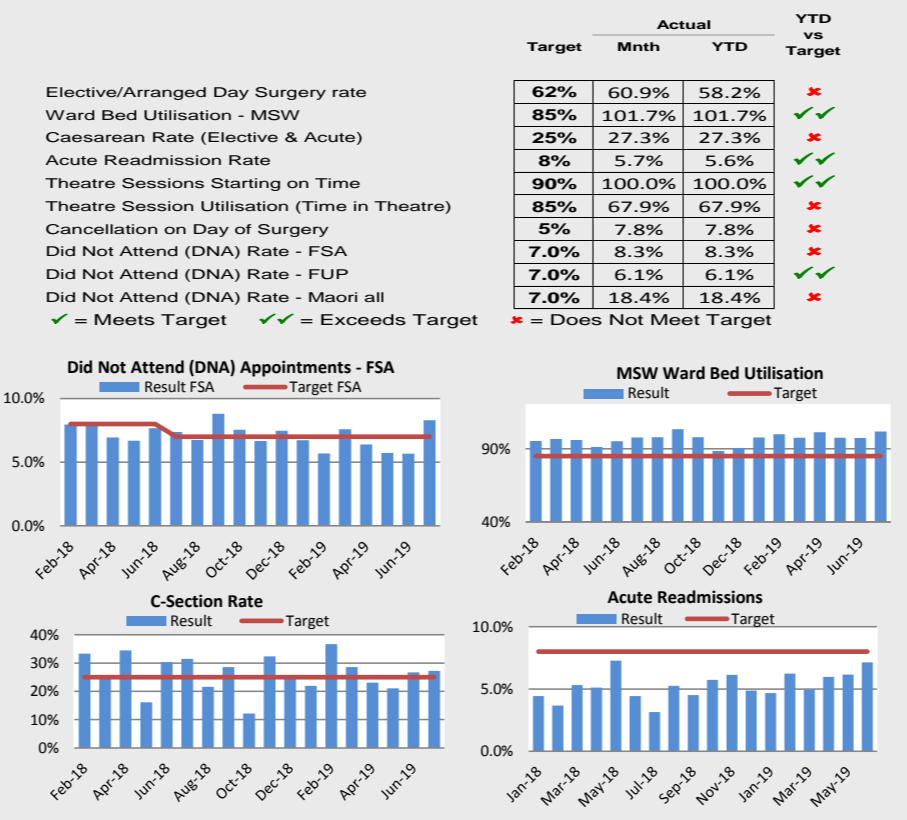 Actual
YTD
vs
Target
Target Mnth YTD
Elective/Arranged Day Surgery rate 62% 60.9% 58.2% ✖
Ward Bed Utilisation - MSW 85% 101.7% 101.7% ✓✓
Caesarean Rate (Elective & Acute) 25% 27.3% 27.3% ✖
Acute Readmission Rate 8% 5.7% 5.6% ✓✓
Theatre Sessions Starting on Time 90% 100.0% 100.0% ✓✓
Theatre Session Utilisation (Time in Theatre) 85% 67.9% 67.9% ✖
Cancellation on Day of Surgery 5% 7.8% 7.8% ✖
Did Not Attend (DNA) Rate - FSA 7.0% 8.3% 8.3% ✖
Did Not Attend (DNA) Rate - FUP 7.0% 6.1% 6.1% ✓✓
Did Not Attend (DNA) Rate - Maori all 7.0% 18.4% 18.4% ✖
✓ = Meets Target ✓✓ = Exceeds Target ✖ = Does Not Meet Target
Did Not Attend (DNA) Appointments - FSA
Result FSA Target FSA
10.0%
5.0%
0.0%
Feb-18 Apr-18 Jun-18 Aug-18 Oct-18 Dec-18 Feb-19 Apr-19 Jun-19
MSW Ward Bed Utilisation
Result Target
90%
40%
Feb-18 Apr-18 Jun-18 Aug-18 Oct-18 Dec-18 Feb-19 Apr-19 Jun-19
C-Section Rate
Result Target
40%
30%
20%
10%
0%
Feb-18 Apr-18 Jun-18 Aug-18 Oct-18 Dec-18 Feb-19 Apr-19 Jun-19
Acute Readmissions
Result Target
10.0%
5.0%
0.0%
Jan-18 Mar-18 May-18 Jul-18 Sep-18 Nov-18 Jan-19 Mar-19 May-19